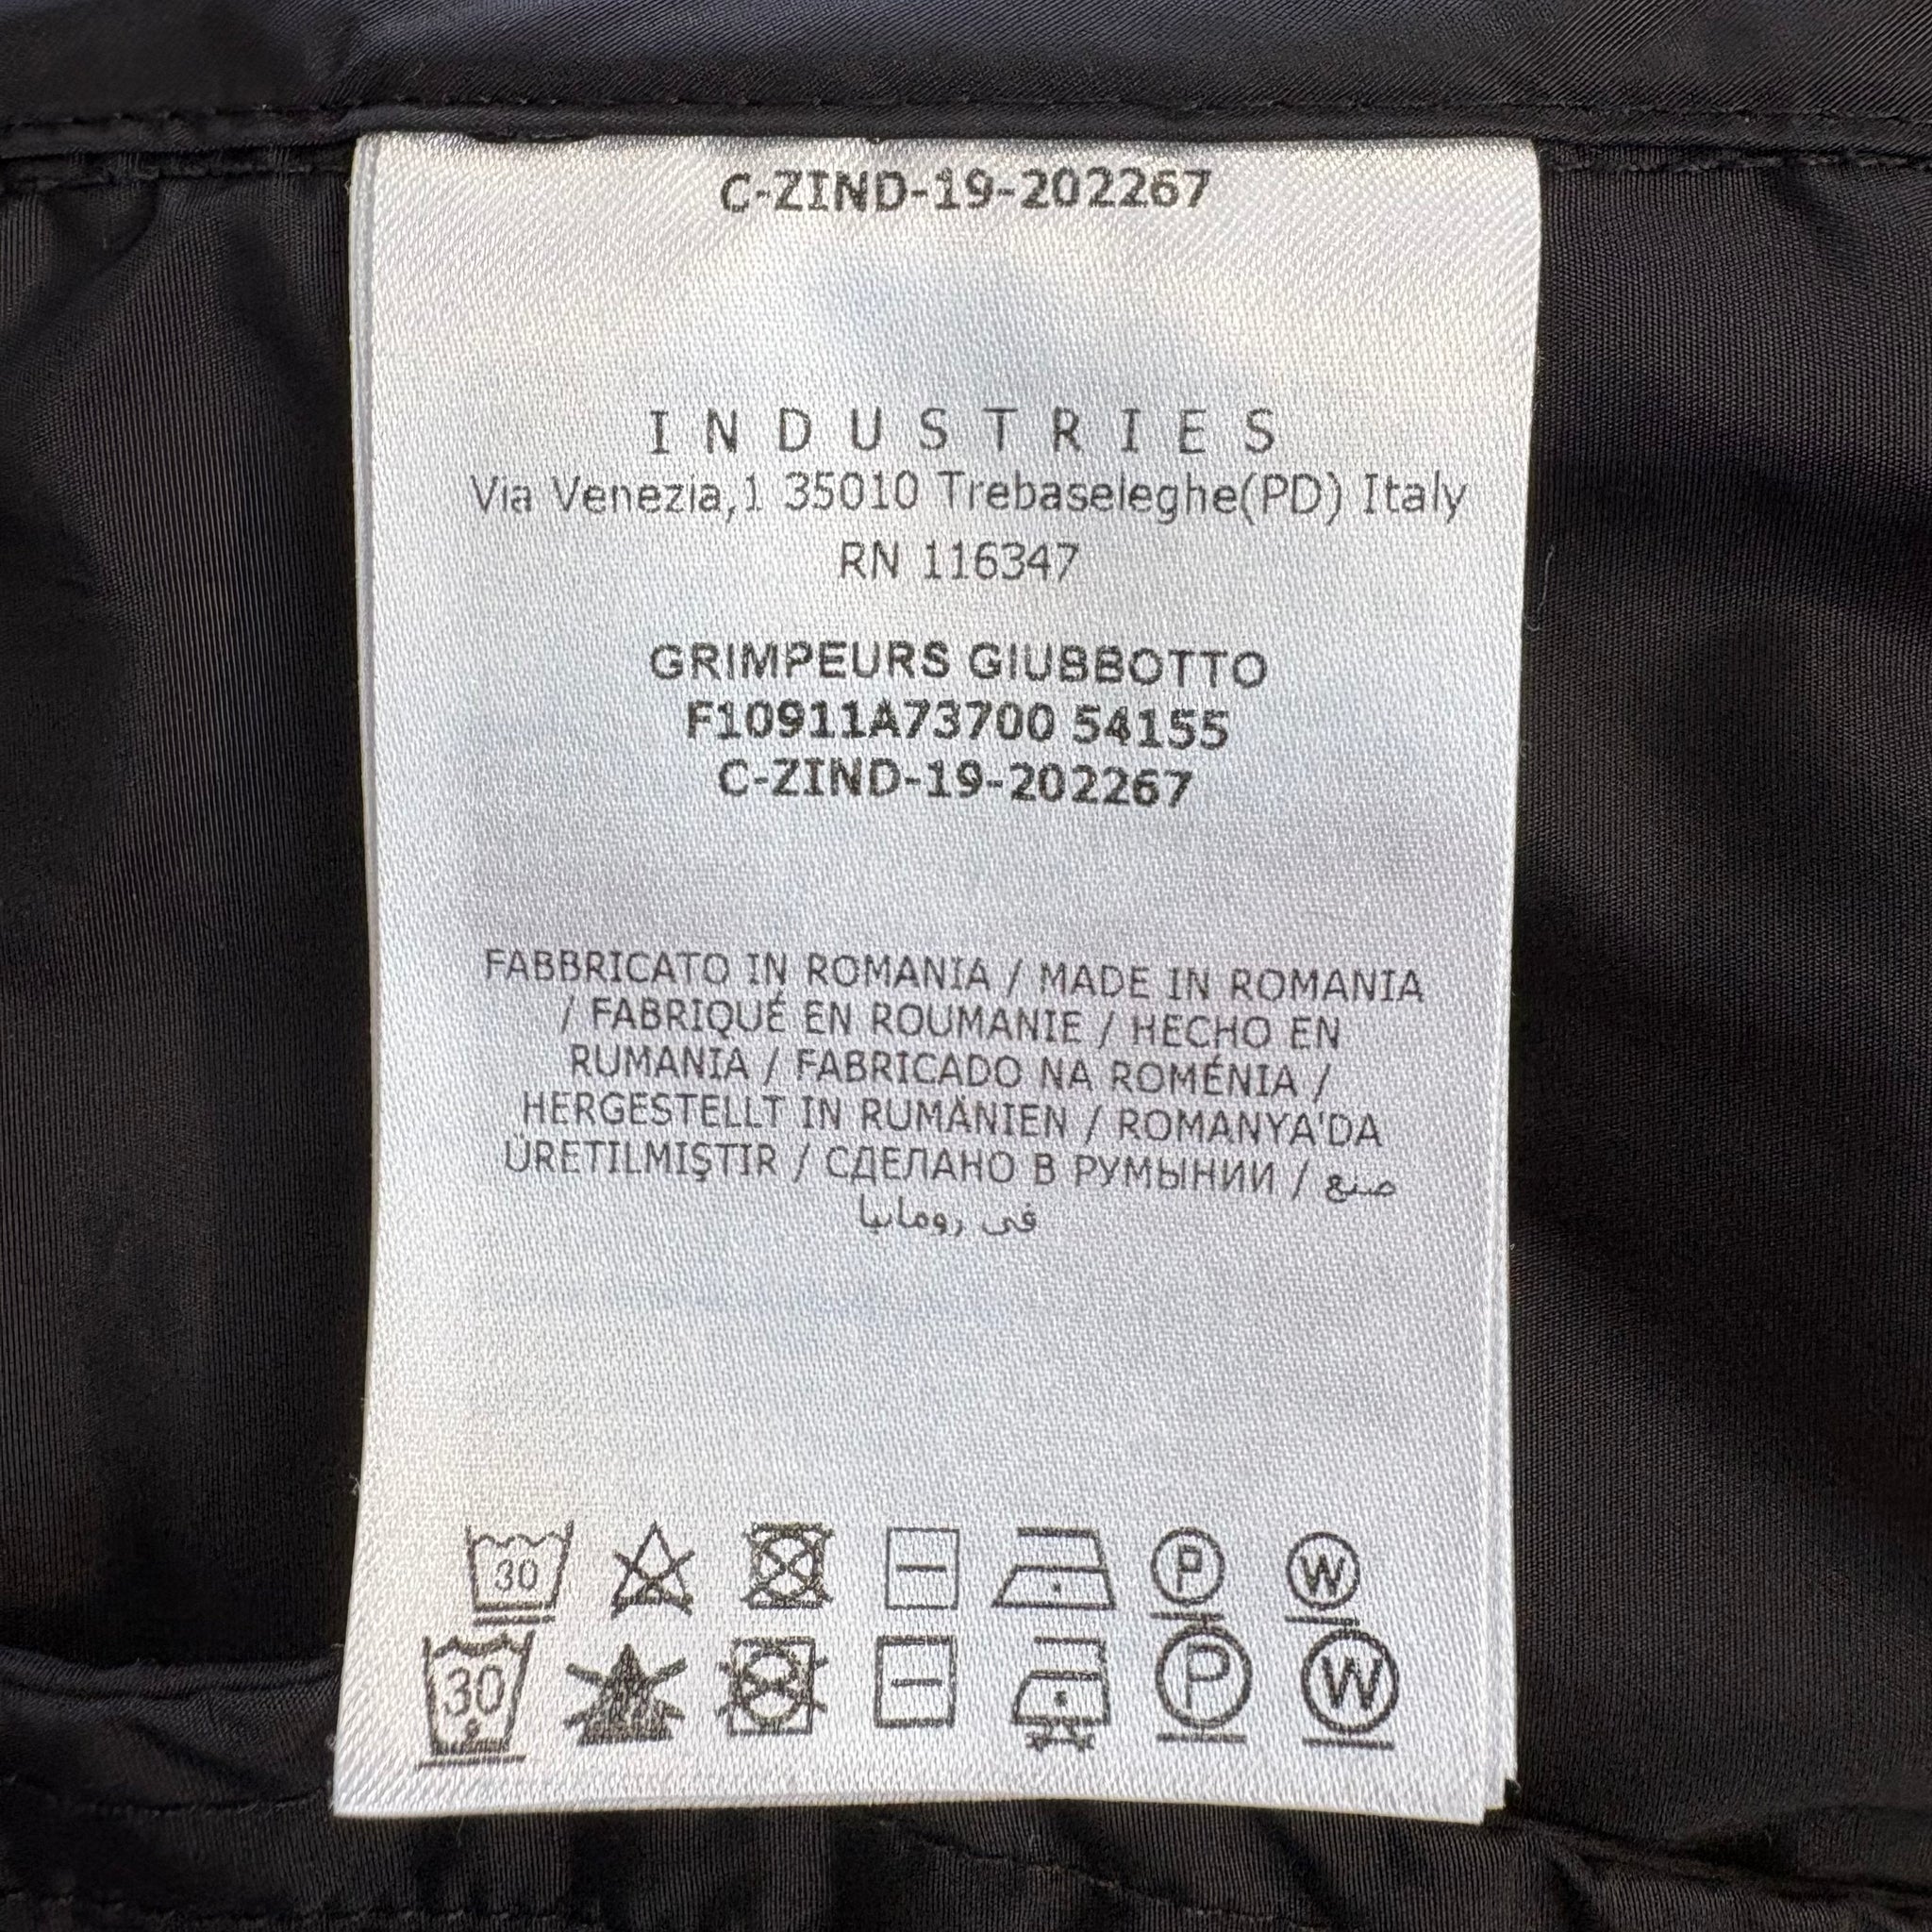 C-ZIND-19-202267
INDUSTRIES
Via Venezia,1 35010 Trebaseleghe(PD) Italy
RN 116347
GRIMPEURS GIUBBOTTO
F10911A73700 54155
C-ZIND-19-202267
FABBRICATO IN ROMANIA / MADE IN ROMANIA
/ FABRIQUÉ EN ROUMANIE / HECHO EN
RUMANIA / FABRICADO NA ROMÉNIA /
HERGESTELLT IN RUMÄNIEN / ROMANYA'DA
ÜRETILMIŞTIR / СДЕЛАНО В РУМЫНИИ / صنع
في رومانيا
30 P W
30 P W